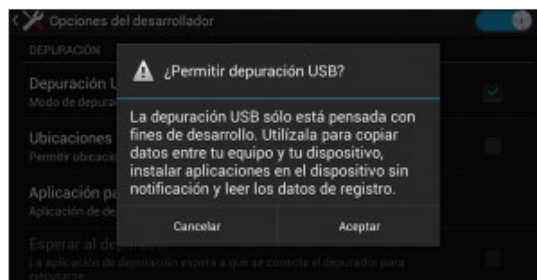 Opciones del desarrollador
DEPURACIÓN
¿Permitir depuración USB?
Depuración U
Modo de depura
La depuración USB sólo está pensada con
fines de desarrollo. Utilízala para copiar
datos entre tu equipo y tu dispositivo,
instalar aplicaciones en el dispositivo sin
notificación y leer los datos de registro.
Ubicaciones
Permitir ubicacio
Aplicación pa
Aplicación de de
Cancelar
Aceptar
Esperar al dep
La aplicación de depuración espera a que se conecte el depurador para
ejecutarse